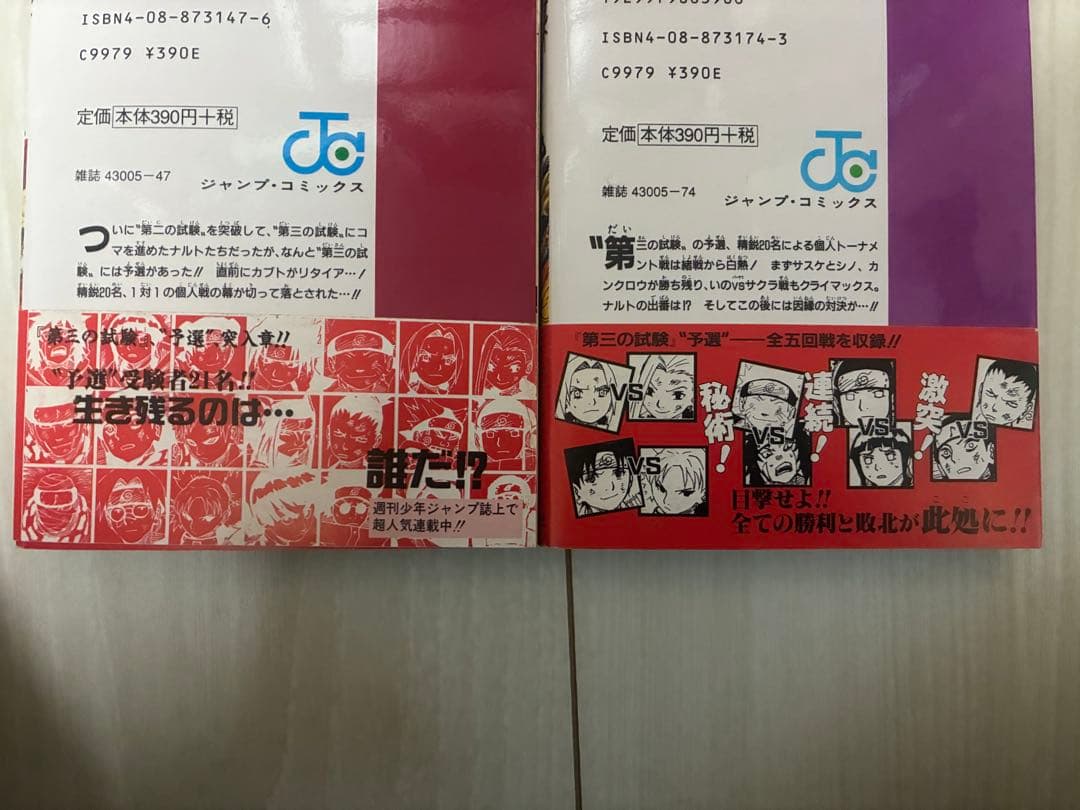 ISBN4-08-873147-6
C9979 ¥390E
定価 本体390円+税
雑誌 43005-47
ジャンプ・コミックス
ついに“第二の試験”を突破して、“第三の試験”にコ
マを進めたナルトたちだったが、なんと“第三の試
験”には予選があった!! 直前にカブトがリタイア…!
精鋭20名、1対1の個人戦の幕が切って落とされた…!!
『第三の試験』、“予選”突入章!!
“予選”受験者21名!!
生き残るのは…
誰だ!?
週刊少年ジャンプ誌上で
超人気連載中!!
ISBN4-08-873174-3
C9979 ¥390E
定価 本体390円+税
雑誌 43005-74
ジャンプ・コミックス
“第三の試験”の予選、精鋭20名による個人トーナメ
ント戦は緒戦から白熱! まずサスケとシノ、カ
ンクロウが勝ち残り、いのvsサクラ戦もクライマックス。
ナルトの出番は!? そしてこの後には因縁の対決が…!!
『第三の試験』“予選”——全五回戦を収録!!
VS
秘術!
VS
連続!
VS
激突!
VS
VS
目撃せよ!!
全ての勝利と敗北が此処に!!